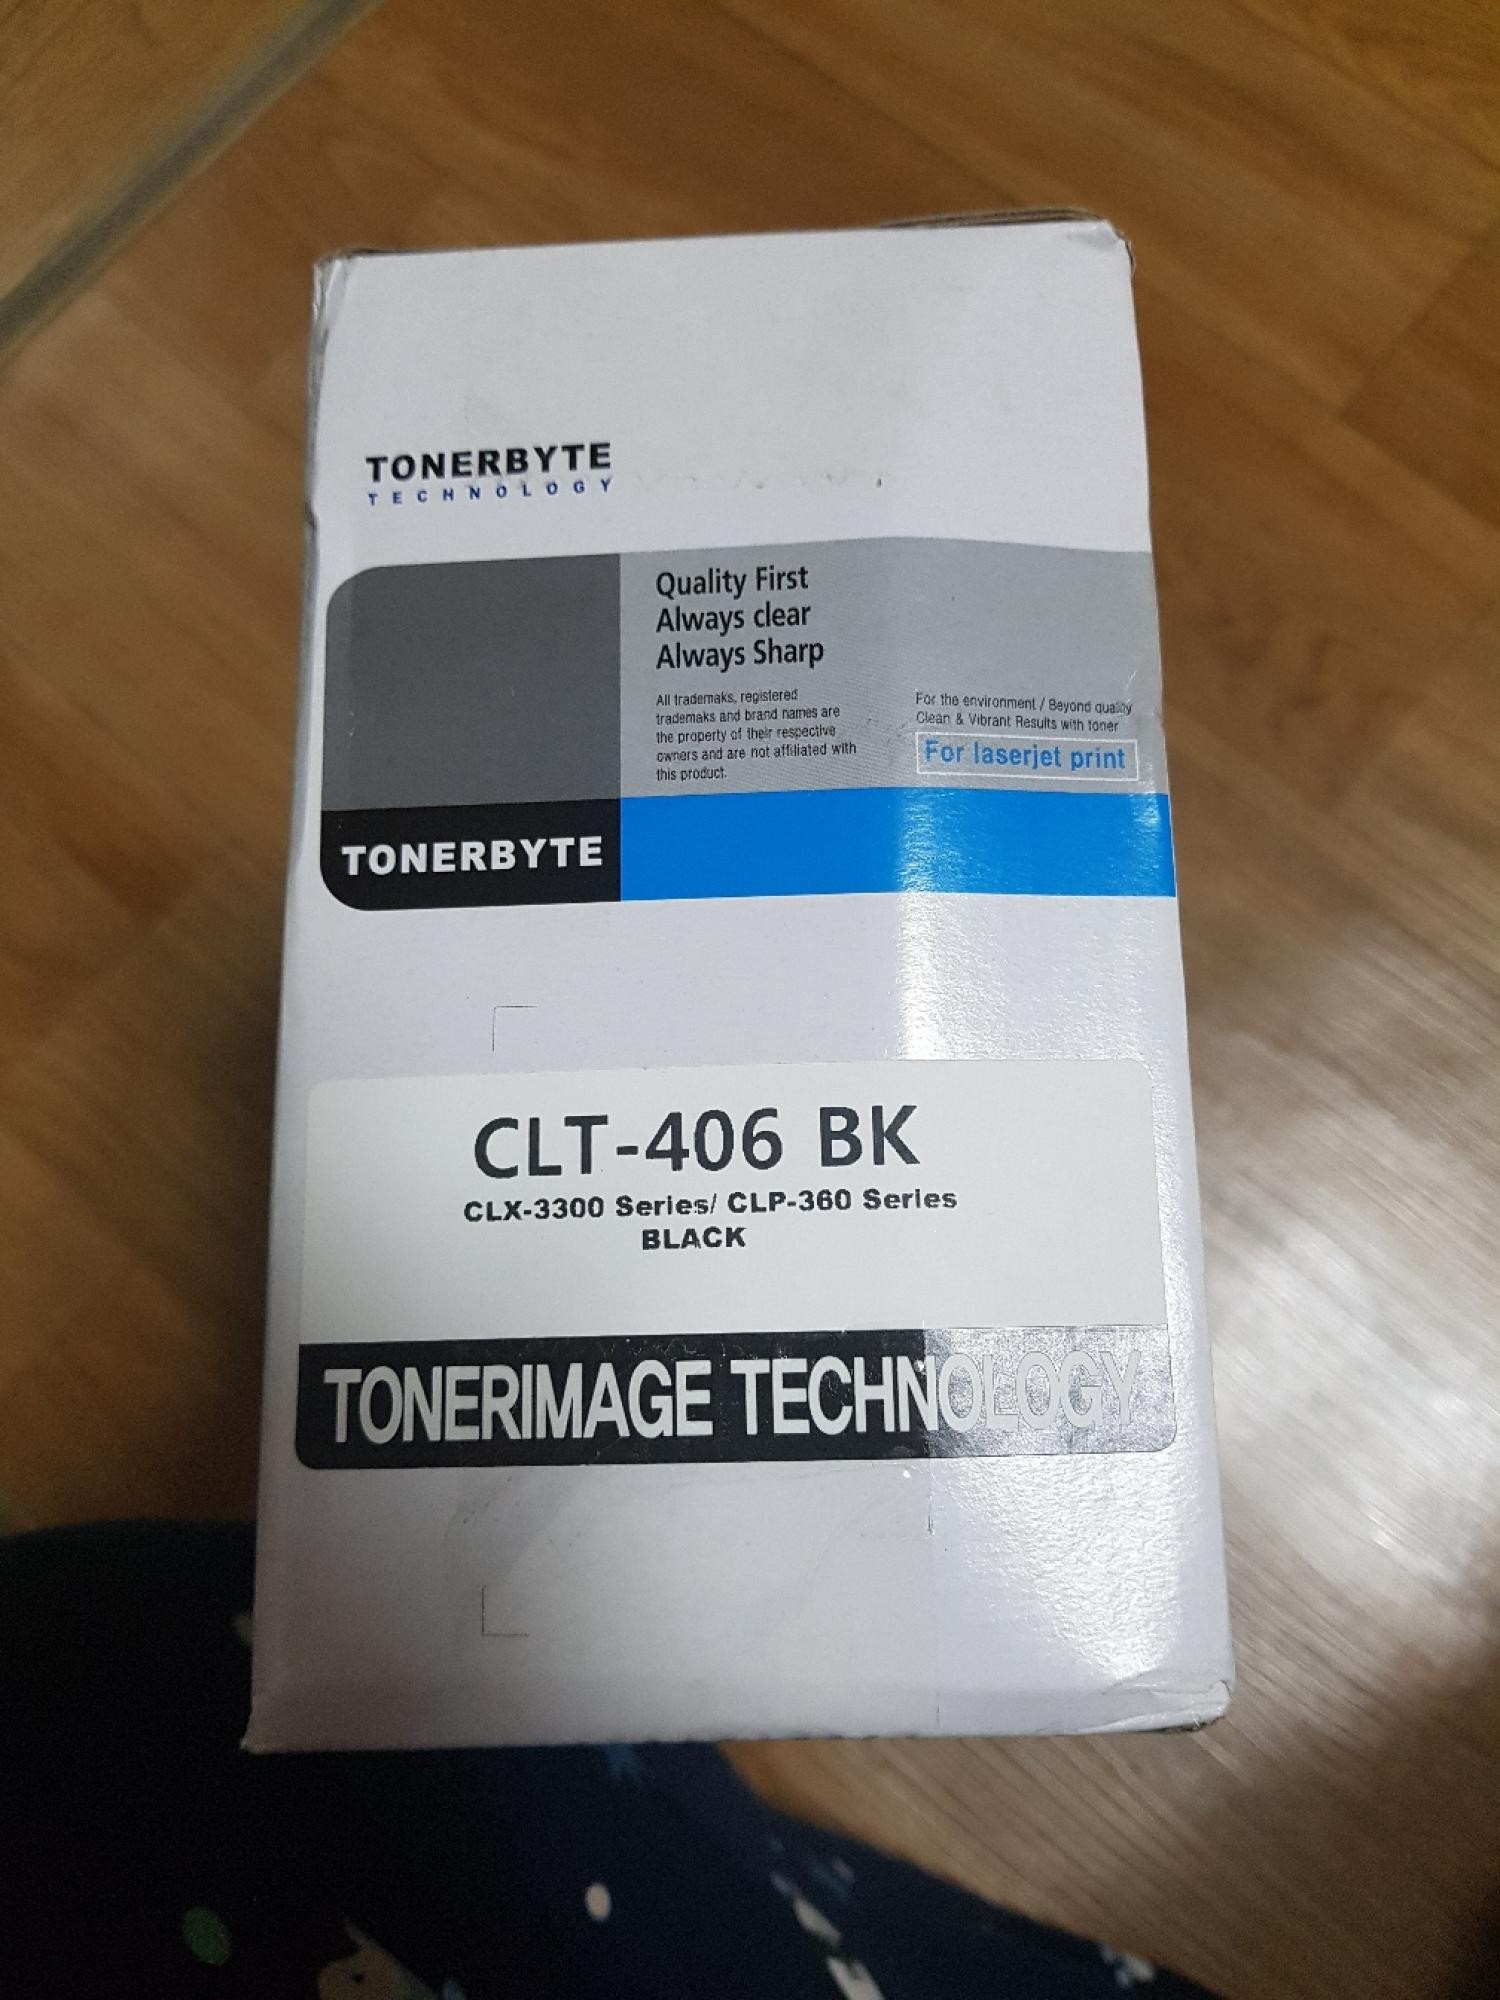 TONERBYTE
TECHNOLOGY
Quality First
Always clear
Always Sharp
All trademaks, registered
trademaks and brand names are
the property of their respective
owners and are not affiliated with
this product.
For the environment / Beyond quality
Clean & Vibrant Results with toner
For laserjet print
TONERBYTE
CLT-406 BK
CLX-3300 Series/ CLP-360 Series
BLACK
TONERIMAGE TECHNOLOGY